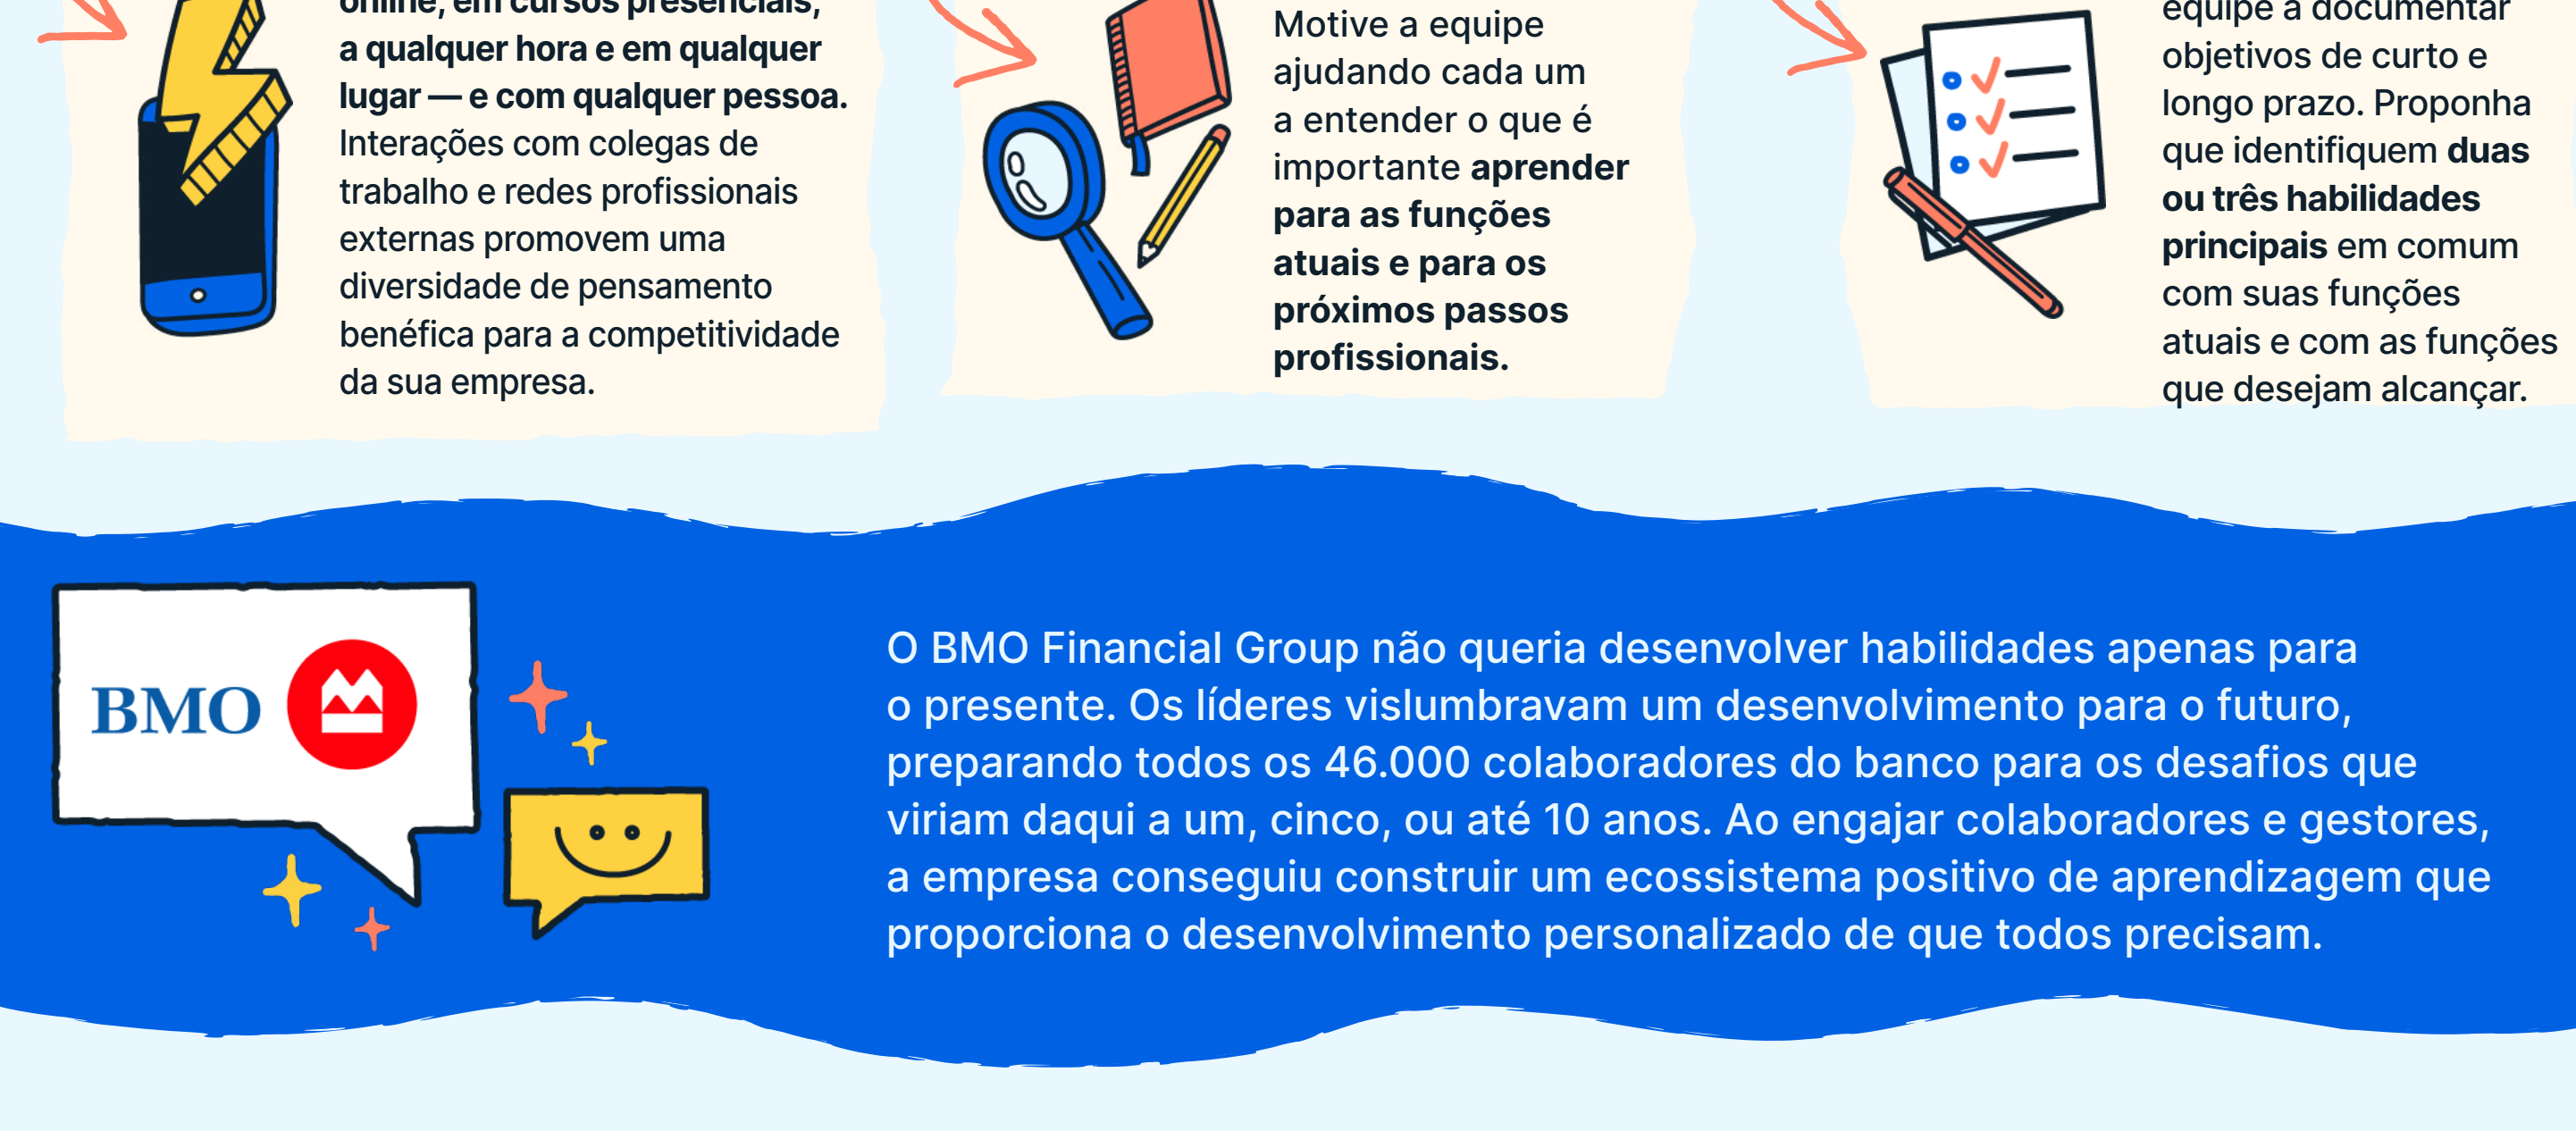 online, em cursos presenciais,
a qualquer hora e em qualquer
lugar — e com qualquer pessoa.
Interações com colegas de
trabalho e redes profissionais
externas promovem uma
diversidade de pensamento
benéfica para a competitividade
da sua empresa.
Motive a equipe
ajudando cada um
a entender o que é
importante aprender
para as funções
atuais e para os
próximos passos
profissionais.
equipe a documentar
objetivos de curto e
longo prazo. Proponha
que identifiquem duas
ou três habilidades
principais em comum
com suas funções
atuais e com as funções
que desejam alcançar.
BMO
O BMO Financial Group não queria desenvolver habilidades apenas para
o presente. Os líderes vislumbravam um desenvolvimento para o futuro,
preparando todos os 46.000 colaboradores do banco para os desafios que
viriam daqui a um, cinco, ou até 10 anos. Ao engajar colaboradores e gestores,
a empresa conseguiu construir um ecossistema positivo de aprendizagem que
proporciona o desenvolvimento personalizado de que todos precisam.